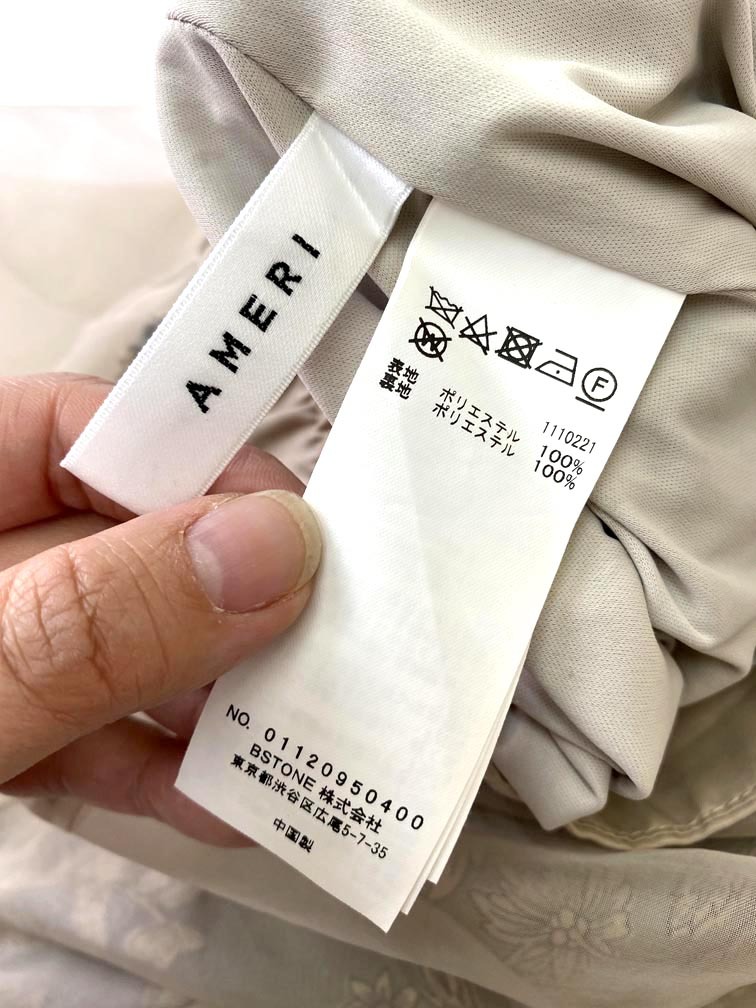 AMERI
F
表地
裏地
1110221
ポリエステル 100%
ポリエステル 100%
NO. 01120950400
BSTONE 株式会社
東京都渋谷区広尾5-7-35
中国製